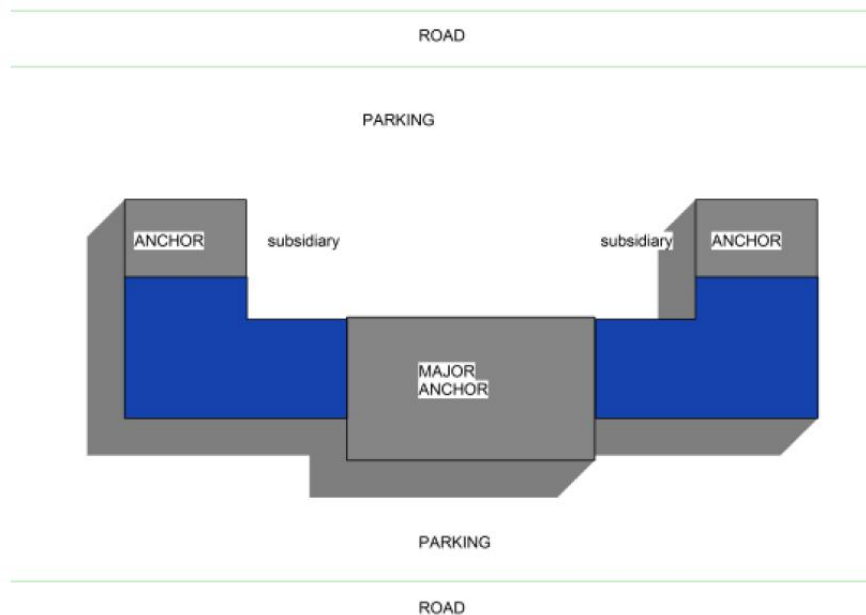 ROAD
PARKING
ANCHOR
subsidiary
subsidiary
ANCHOR
MAJOR
ANCHOR
PARKING
ROAD